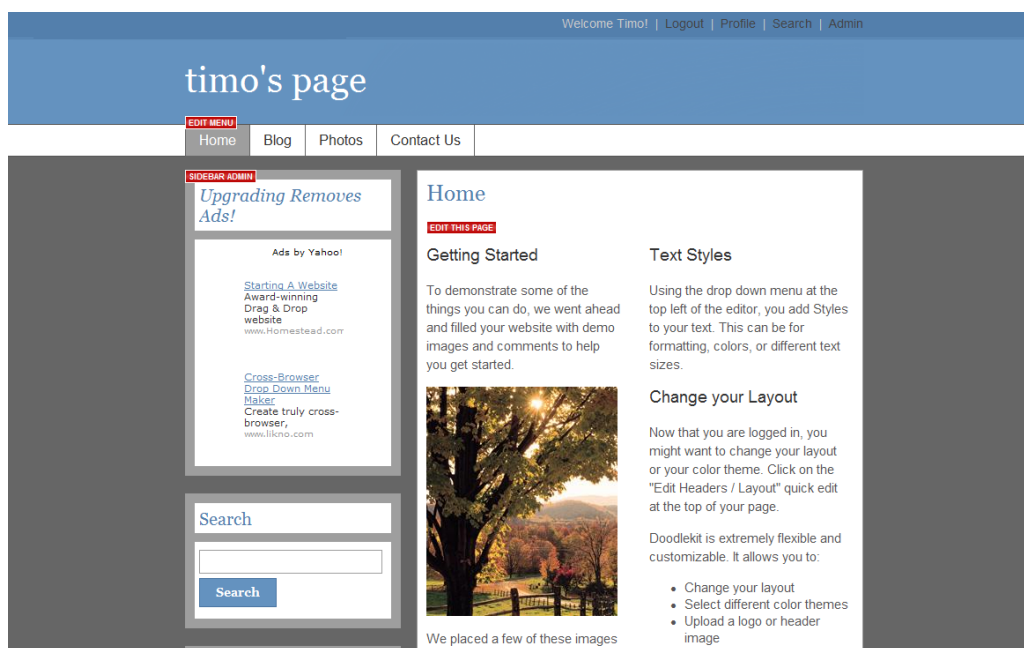 Welcome Timo! | Logout | Profile | Search | Admin
timo's page
EDIT MENU
Home Blog Photos Contact Us
SIDEBAR ADMIN
Upgrading Removes
Ads!
Ads by Yahoo!
Starting A Website
Award-winning
Drag & Drop
website
www.Homestead.com
Cross-Browser
Drop Down Menu
Maker
Create truly cross-
browser,
www.likno.com
Search
Search
Home
EDIT THIS PAGE
Getting Started
To demonstrate some of the
things you can do, we went ahead
and filled your website with demo
images and comments to help
you get started.
We placed a few of these images
Text Styles
Using the drop down menu at the
top left of the editor, you add Styles
to your text. This can be for
formatting, colors, or different text
sizes.
Change your Layout
Now that you are logged in, you
might want to change your layout
or your color theme. Click on the
"Edit Headers / Layout" quick edit
at the top of your page.
Doodlekit is extremely flexible and
customizable. It allows you to:
• Change your layout
• Select different color themes
• Upload a logo or header
image